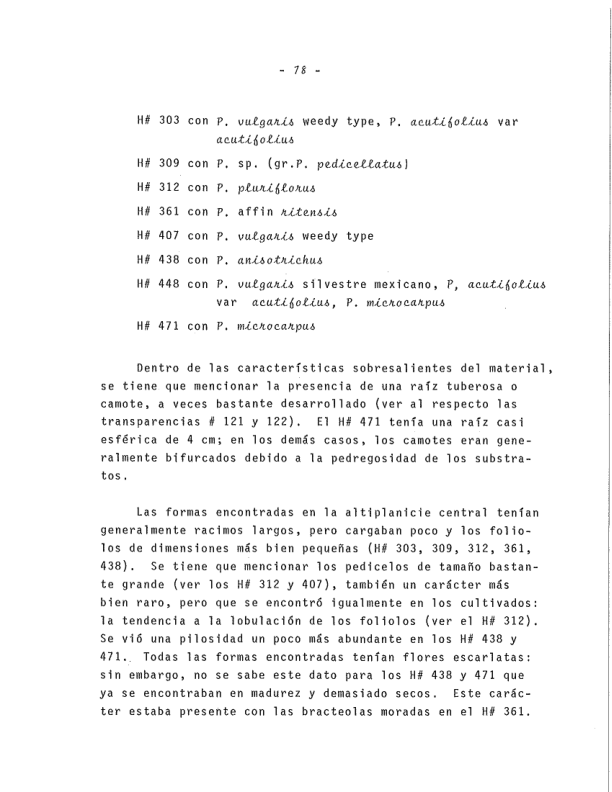 - 78 -
H# 303 con P. vulgaris weedy type, P. acutifolius var
acutifolius
H# 309 con P. sp. (gr.P. pedicellatus)
H# 312 con P. pluriflorus
H# 361 con P. affin ritensis
H# 407 con P. vulgaris weedy type
H# 438 con P. anisotrichus
H# 448 con P. vulgaris silvestre mexicano, P, acutifolius
var acutifolius, P. microcarpus
H# 471 con P. microcarpus
Dentro de las características sobresalientes del material,
se tiene que mencionar la presencia de una raíz tuberosa o
camote, a veces bastante desarrollado (ver al respecto las
transparencias # 121 y 122). El H# 471 tenía una raíz casi
esférica de 4 cm; en los demás casos, los camotes eran gene-
ralmente bifurcados debido a la pedregosidad de los substra-
tos.
Las formas encontradas en la altiplanicie central tenían
generalmente racimos largos, pero cargaban poco y los folio-
los de dimensiones más bien pequeñas (H# 303, 309, 312, 361,
438). Se tiene que mencionar los pedicelos de tamaño bastan-
te grande (ver los H# 312 y 407), también un carácter más
bien raro, pero que se encontró igualmente en los cultivados:
la tendencia a la lobulación de los foliolos (ver el H# 312).
Se vió una pilosidad un poco más abundante en los H# 438 y
471. Todas las formas encontradas tenían flores escarlatas:
sin embargo, no se sabe este dato para los H# 438 y 471 que
ya se encontraban en madurez y demasiado secos. Este carác-
ter estaba presente con las bracteolas moradas en el H# 361.